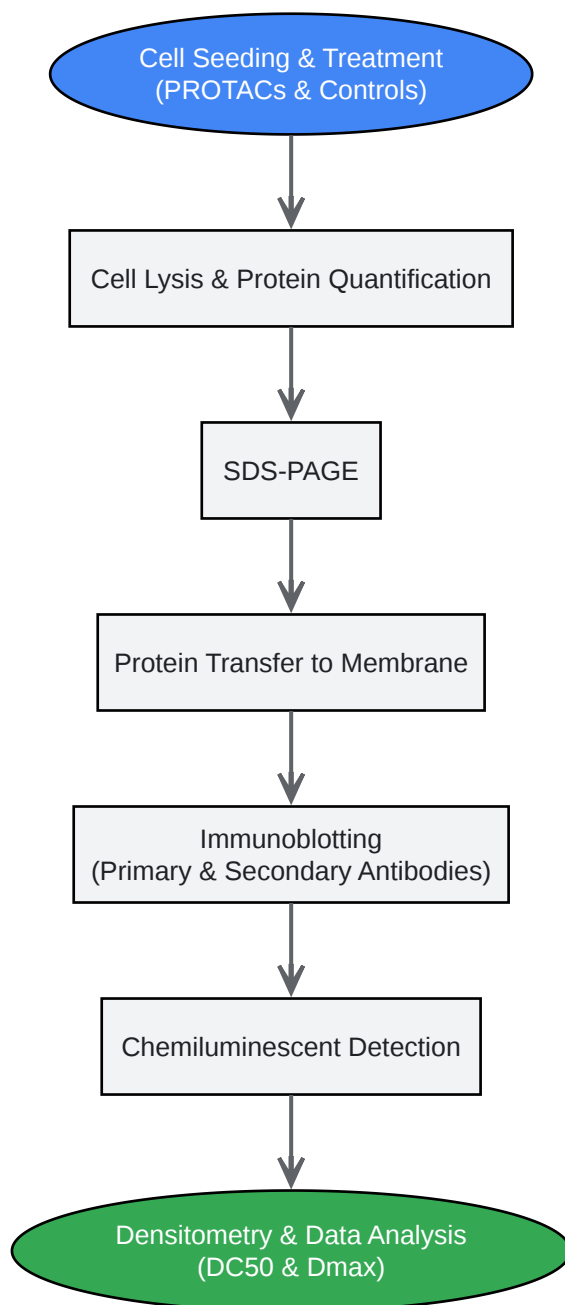 Cell Seeding & Treatment
(PROTACs & Controls)
Cell Lysis & Protein Quantification
SDS-PAGE
Protein Transfer to Membrane
Immunoblotting
(Primary & Secondary Antibodies)
Chemiluminescent Detection
Densitometry & Data Analysis
(DC50 & Dmax)